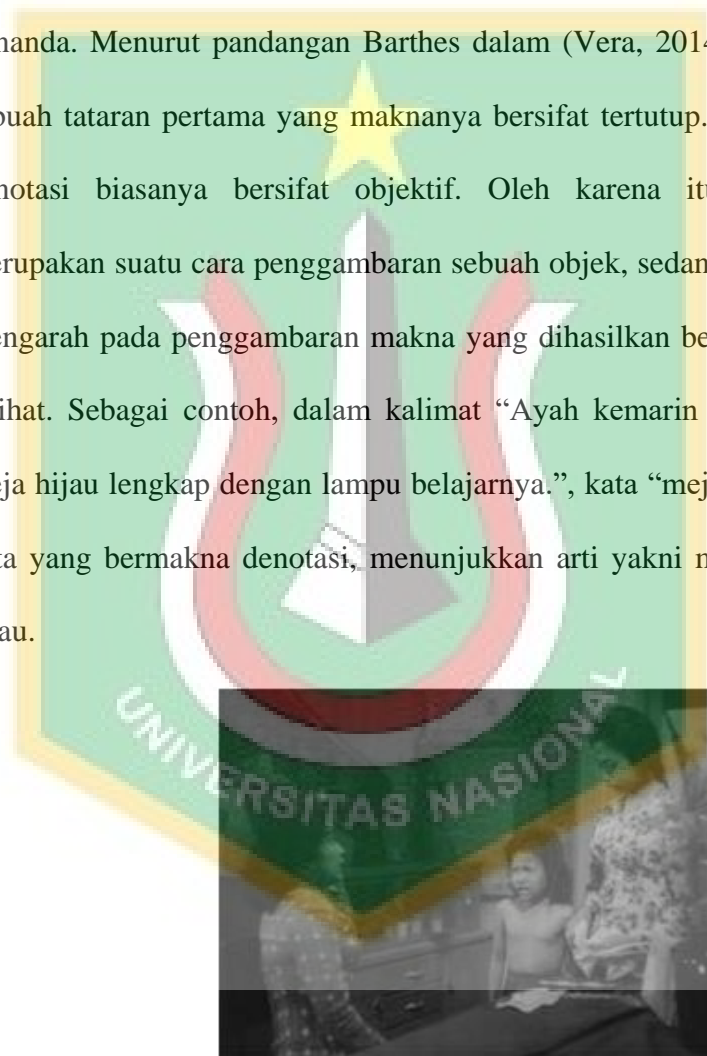 nanda. Menurut pandangan Barthes dalam (Vera, 2014
buah tataran pertama yang maknanya bersifat tertutup.
notasi biasanya bersifat objektif. Oleh karena itu
erupakan suatu cara penggambaran sebuah objek, sedan
engarah pada penggambaran makna yang dihasilkan be
ihat. Sebagai contoh, dalam kalimat “Ayah kemarin
eja hijau lengkap dengan lampu belajarnya.”, kata “mej
ta yang bermakna denotasi, menunjukkan arti yakni m
au.
UNIVERSITAS NASIONAL